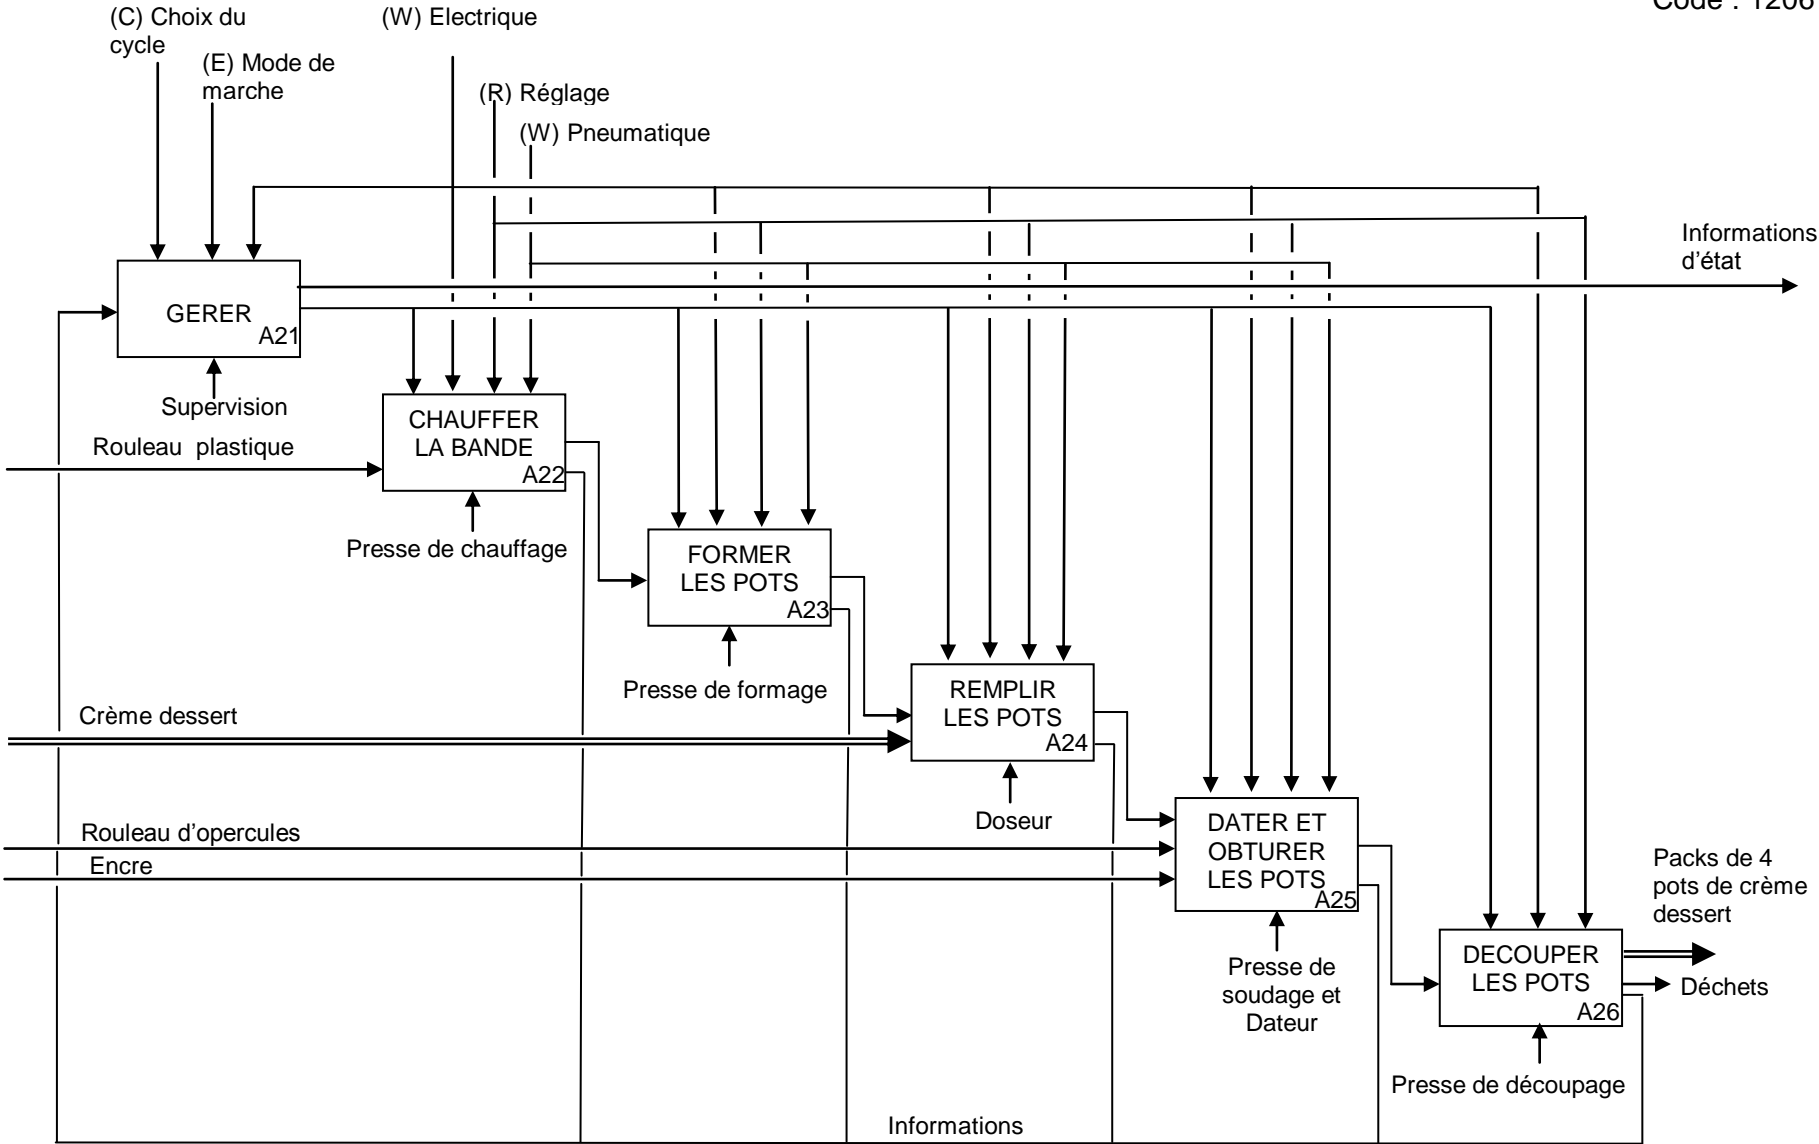 (C) Choix du
cycle
(W) Electrique
Code : 1206
(E) Mode de
marche
(R) Réglage
(W) Pneumatique
Informations
d'état
GERER
A21
Supervision
CHAUFFER
LA BANDE
A22
Rouleau plastique
Presse de chauffage
FORMER
LES POTS
A23
Presse de formage
REMPLIR
LES POTS
A24
Crème dessert
Doseur
Rouleau d'opercules
Encre
DATER ET
OBTURER
LES POTS
A25
Presse de
soudage et
Dateur
Packs de 4
pots de crème
dessert
DECOUPER
LES POTS
A26
Déchets
Presse de découpage
Informations